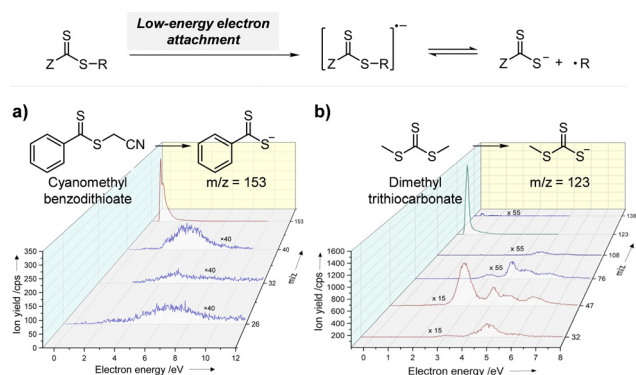 Low-energy electron
attachment
S
Z S–R
S •−
Z S–R
S
Z S− + •R
a)
S
S CN
S
S−
Cyanomethyl
benzodithioate
m/z = 153
153
×40
40
×40
32
×40
26
m/z
350
300
250
200
150
100
50
0
Ion yield /cps
0 2 4 6 8 10 12
Electron energy /eV
b)
S
S S
S
S S−
Dimethyl
trithiocarbonate
m/z = 123
x 55
138
123
x 55
108
x 55
76
x 15
47
x 15
32
m/z
1600
1400
1200
1000
800
600
400
200
Ion yield /cps
0 1 2 3 4 5 6 7 8
Electron energy /eV